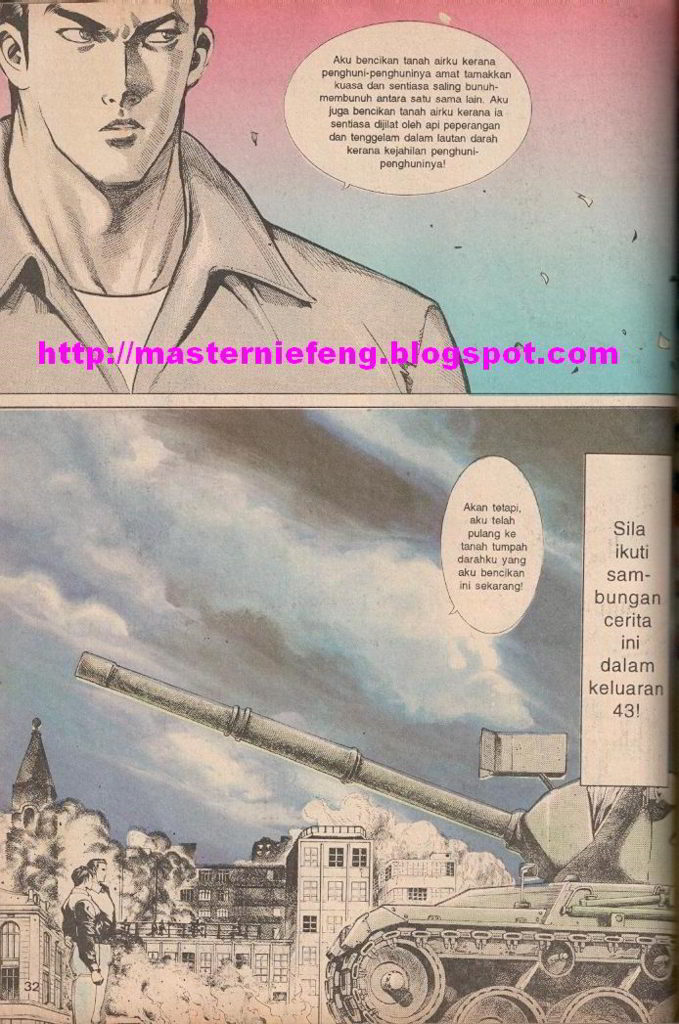 Aku bencikan tanah airku kerana
penghuni-penghuninya amat tamakkan
kuasa dan sentiasa saling bunuh-
membunuh antara satu sama lain. Aku
juga bencikan tanah airku kerana ia
sentiasa dijilat oleh api peperangan
dan tenggelam dalam lautan darah
kerana kejahilan penghuni-
penghuninya!
http://masterniefeng.blogspot.com
Akan tetapi,
aku telah
pulang ke
tanah tumpah
darahku yang
aku bencikan
ini sekarang!
Sila
ikuti
sam-
bungan
cerita
ini
dalam
keluaran
43!
32